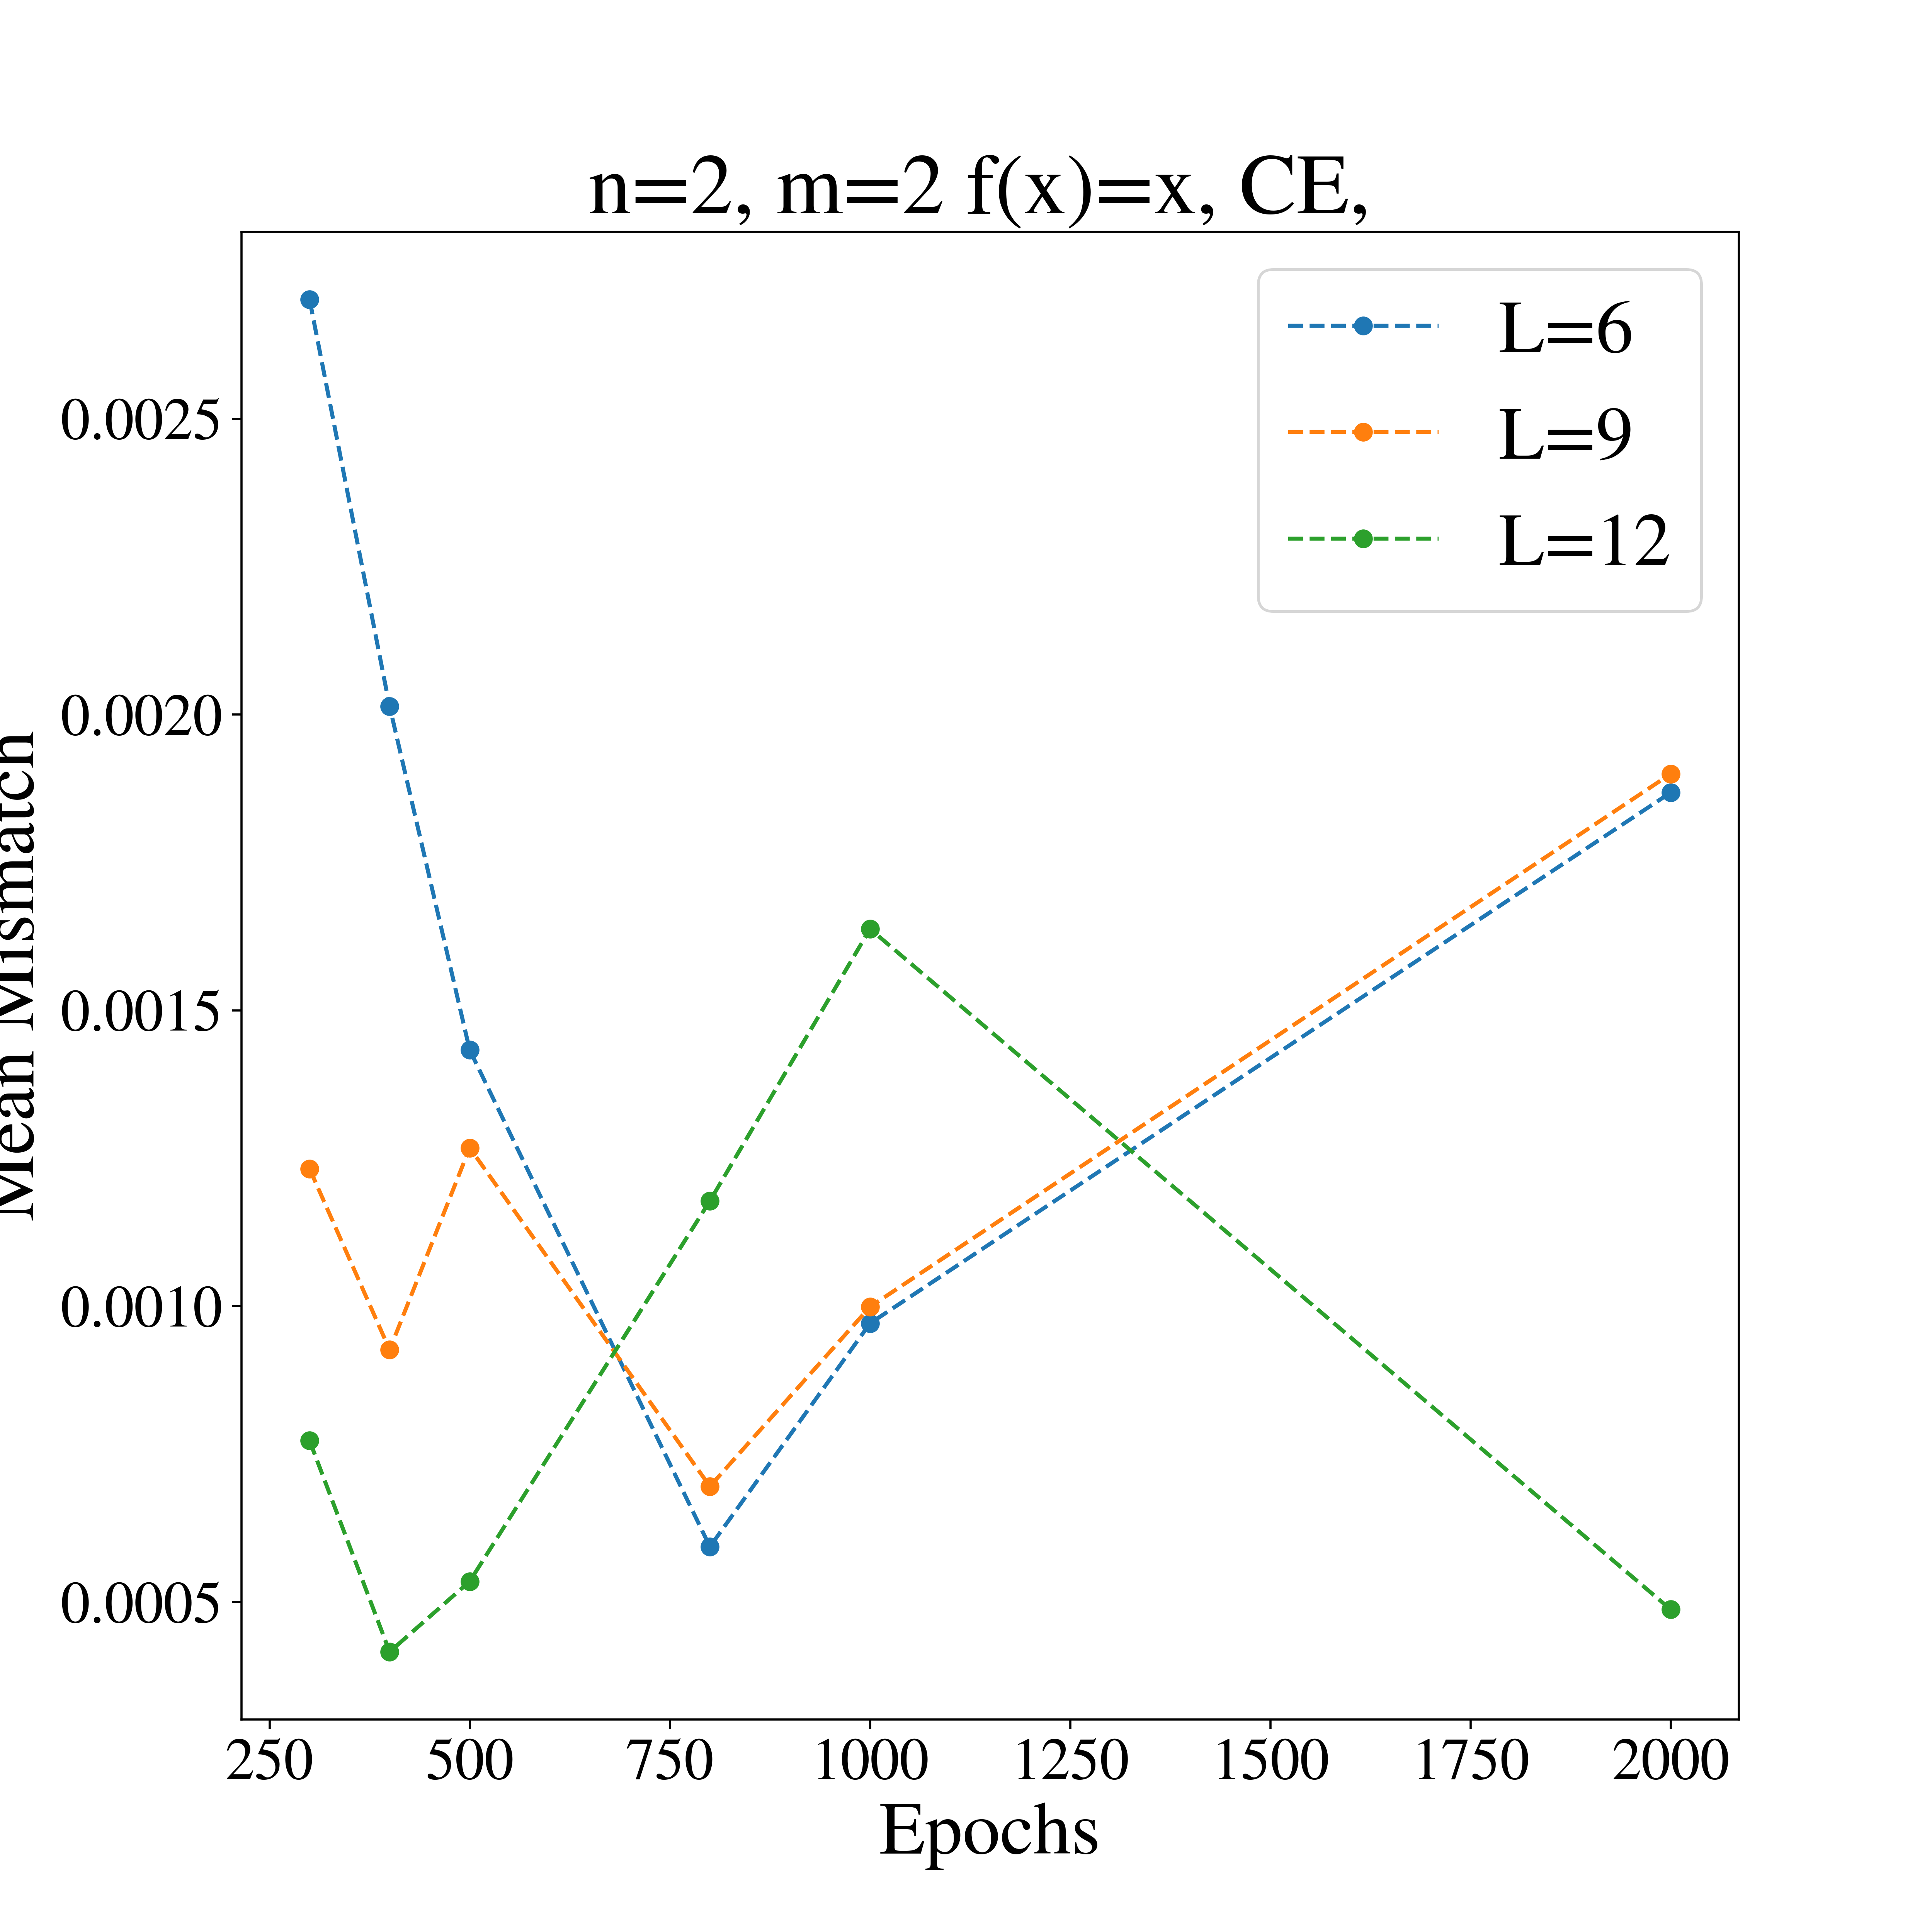 n=2, m=2 f(x)=x, CE,
L=6
L=9
L=12
0.0025
0.0020
0.0015
0.0010
0.0005
Mean Mismatch
250 500 750 1000 1250 1500 1750 2000
Epochs